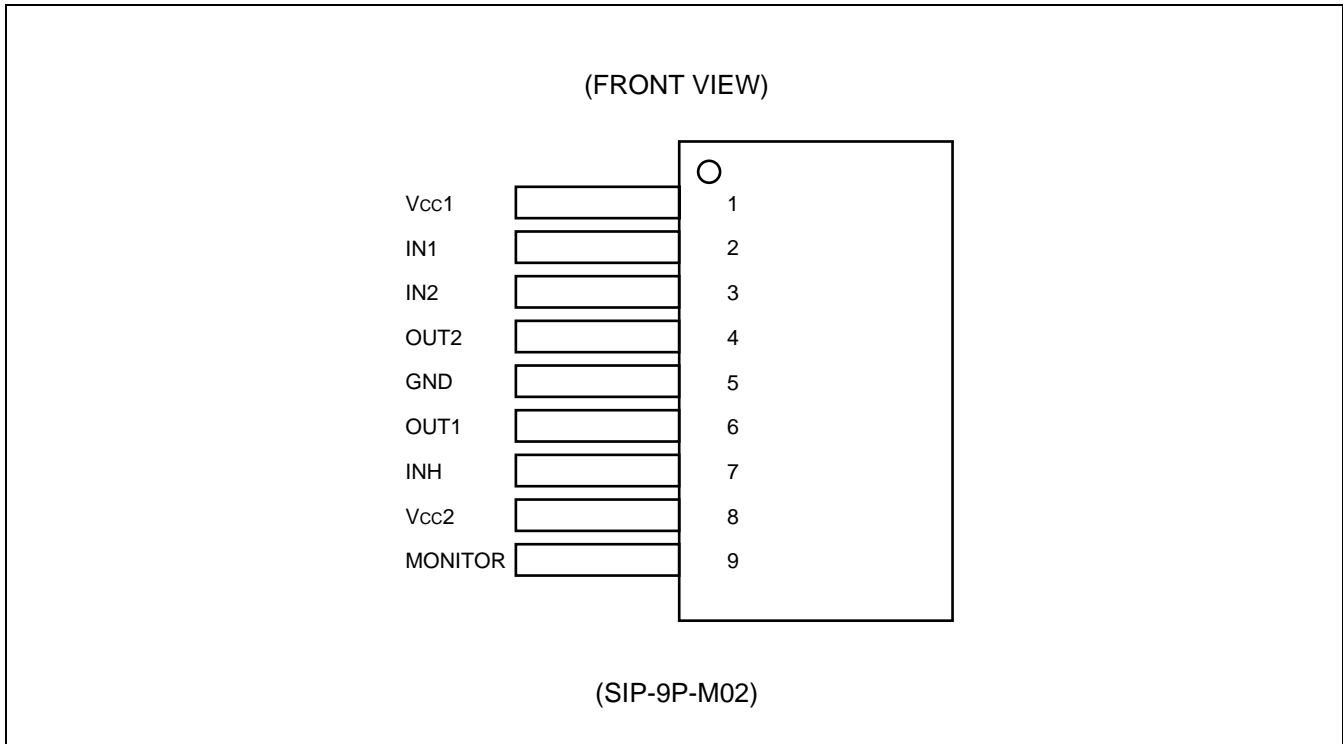 (FRONT VIEW)
Vcc1 1
IN1 2
IN2 3
OUT2 4
GND 5
OUT1 6
INH 7
Vcc2 8
MONITOR 9
(SIP-9P-M02)